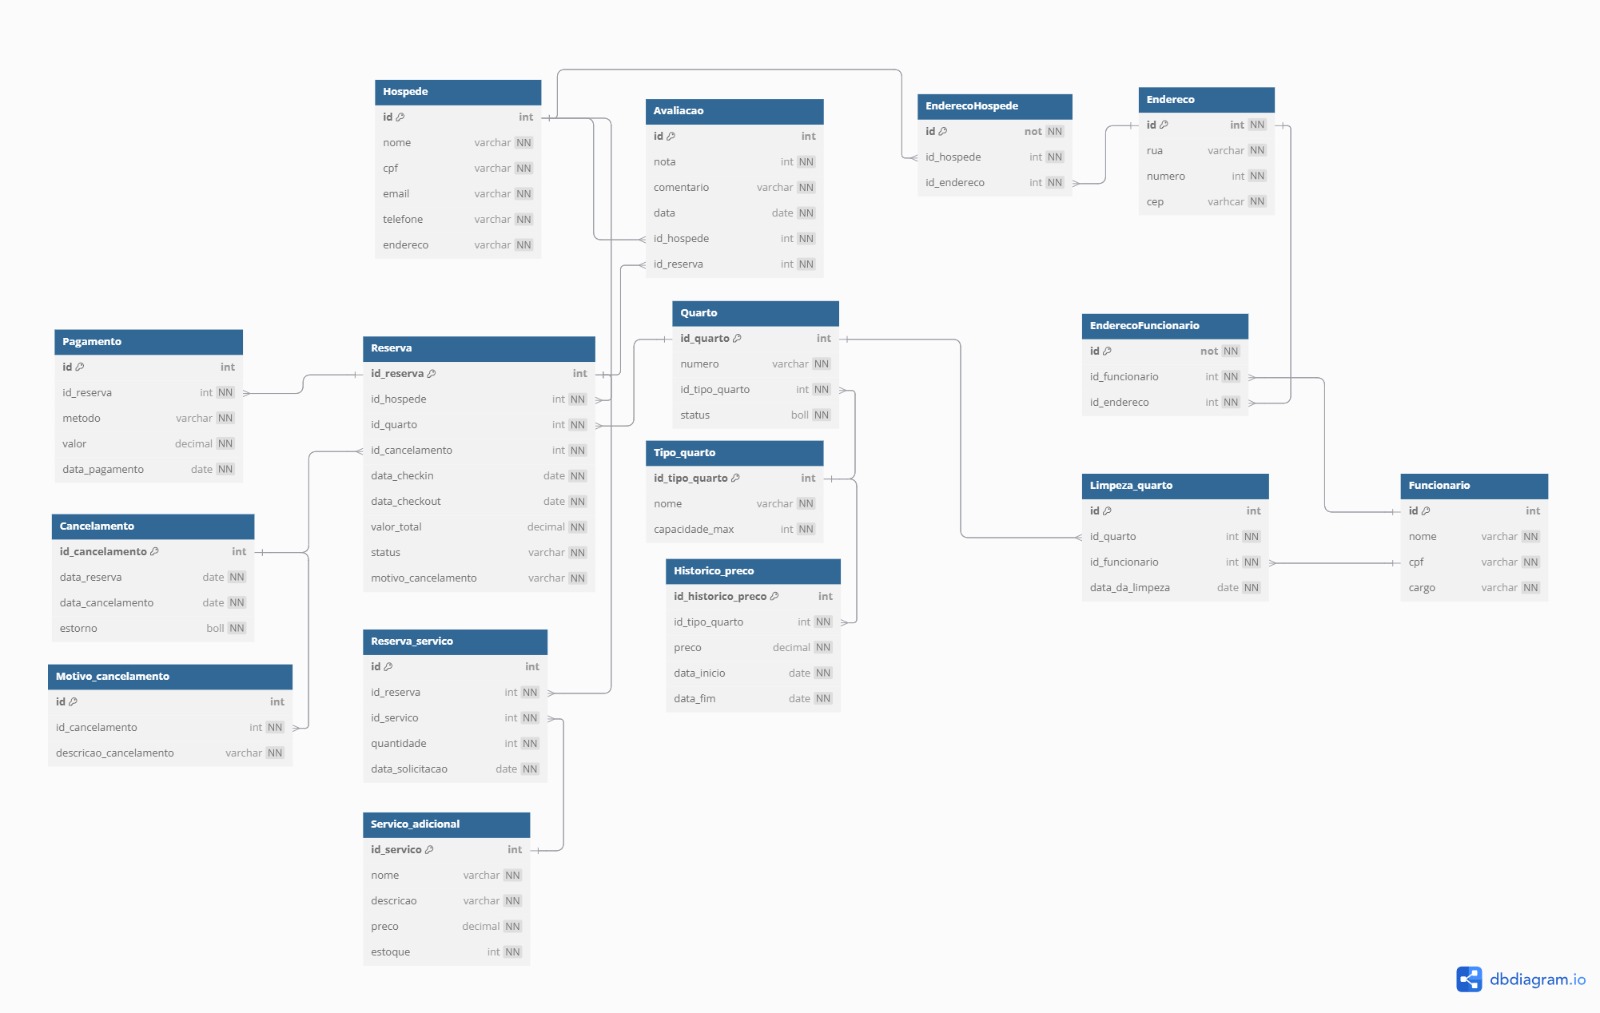 Hospede
id int
nome varchar NN
cpf varchar NN
email varchar NN
telefone varchar NN
endereco varchar NN
Avaliacao
id int
nota int NN
comentario varchar NN
data date NN
id_hospede int NN
id_reserva int NN
EnderecoHospede
id not NN
id_hospede int NN
id_endereco int NN
Endereco
id int NN
rua varchar NN
numero int NN
cep varhcar NN
Pagamento
id int
id_reserva int NN
metodo varchar NN
valor decimal NN
data_pagamento date NN
Reserva
id_reserva int
id_hospede int NN
id_quarto int NN
id_cancelamento int NN
data_checkin date NN
data_checkout date NN
valor_total decimal NN
status varchar NN
motivo_cancelamento varchar NN
Quarto
id_quarto int
numero varchar NN
id_tipo_quarto int NN
status boll NN
EnderecoFuncionario
id not NN
id_funcionario int NN
id_endereco int NN
Tipo_quarto
id_tipo_quarto int
nome varchar NN
capacidade_max int NN
Limpeza_quarto
id int
id_quarto int NN
id_funcionario int NN
data_da_limpeza date NN
Funcionario
id int
nome varchar NN
cpf varchar NN
cargo varchar NN
Cancelamento
id_cancelamento int
data_reserva date NN
data_cancelamento date NN
estorno boll NN
Historico_preco
id_historico_preco int
id_tipo_quarto int NN
preco decimal NN
data_inicio date NN
data_fim date NN
Motivo_cancelamento
id int
id_cancelamento int NN
descricao_cancelamento varchar NN
Reserva_servico
id int
id_reserva int NN
id_servico int NN
quantidade int NN
data_solicitacao date NN
Servico_adicional
id_servico int
nome varchar NN
descricao varchar NN
preco decimal NN
estoque int NN
dbdiagram.io